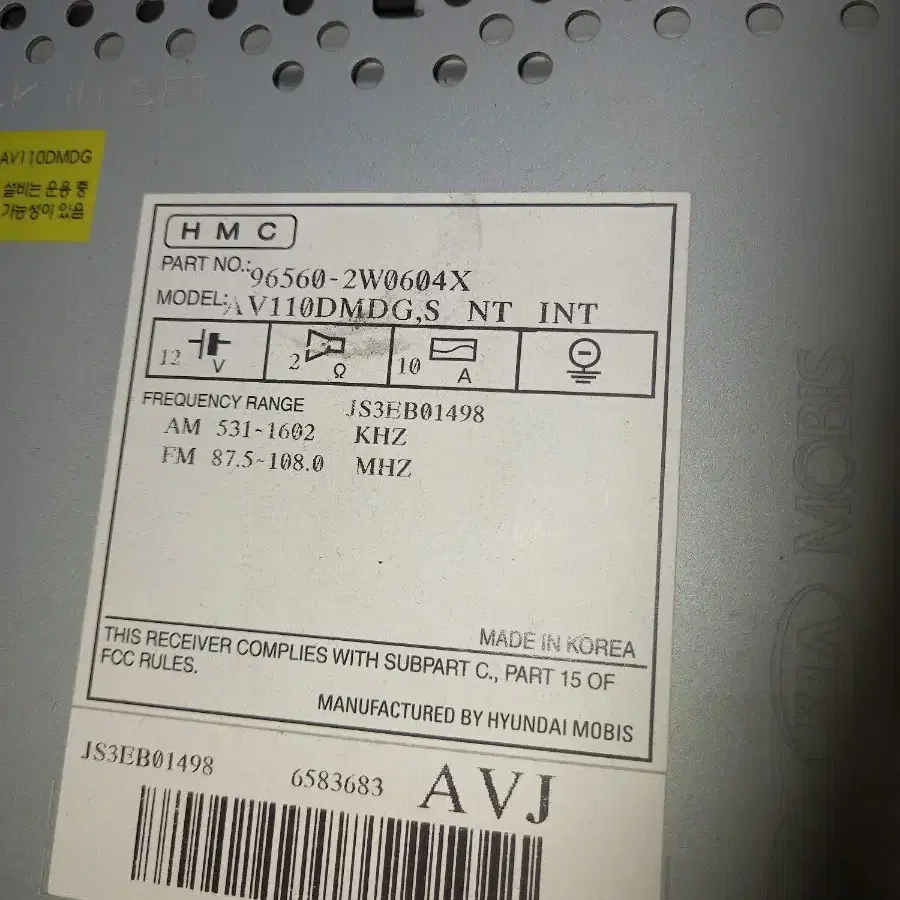 AV110DMDG
설비는 운용 중
가능성이 있음
HMC
PART NO.: 96560-2W0604X
MODEL: AV110DMDG,S NT INT
12 V
2 Ω
10 A
FREQUENCY RANGE JS3EB01498
AM 531~1602 KHZ
FM 87.5~108.0 MHZ
MADE IN KOREA
THIS RECEIVER COMPLIES WITH SUBPART C., PART 15 OF
FCC RULES.
MANUFACTURED BY HYUNDAI MOBIS
JS3EB01498 6583683 AVJ
MOBIS